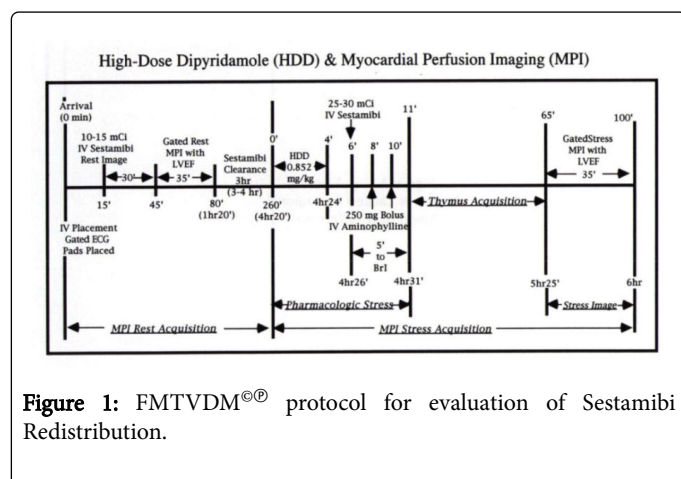 High-Dose Dipyridamole (HDD) & Myocardial Perfusion Imaging (MPI)
Arrival
(0 min)
10-15 mCi
IV Sestamibi
Rest Image
30'
15'
45'
IV Placement
Gated ECG
Pads Placed
Gated Rest
MPI with
LVEF
35'
80'
(1hr20')
Sestamibi
Clearance
3hr
(3-4 hr)
0'
260'
(4hr20')
HDD
0.852
mg/kg
4'
4hr24'
25-30 mCi
IV Sestamibi
6'
8'
10'
11'
250 mg Bolus
IV Aminophylline
5'
to
BrI
4hr26'
4hr31'
Thymus Acquisition
65'
GatedStress
MPI with
LVEF
35'
100'
5hr25'
6hr
Pharmacologic Stress
Stress Image
MPI Rest Acquisition
MPI Stress Acquisition
Figure 1: FMTVDM©℗ protocol for evaluation of Sestamibi
Redistribution.